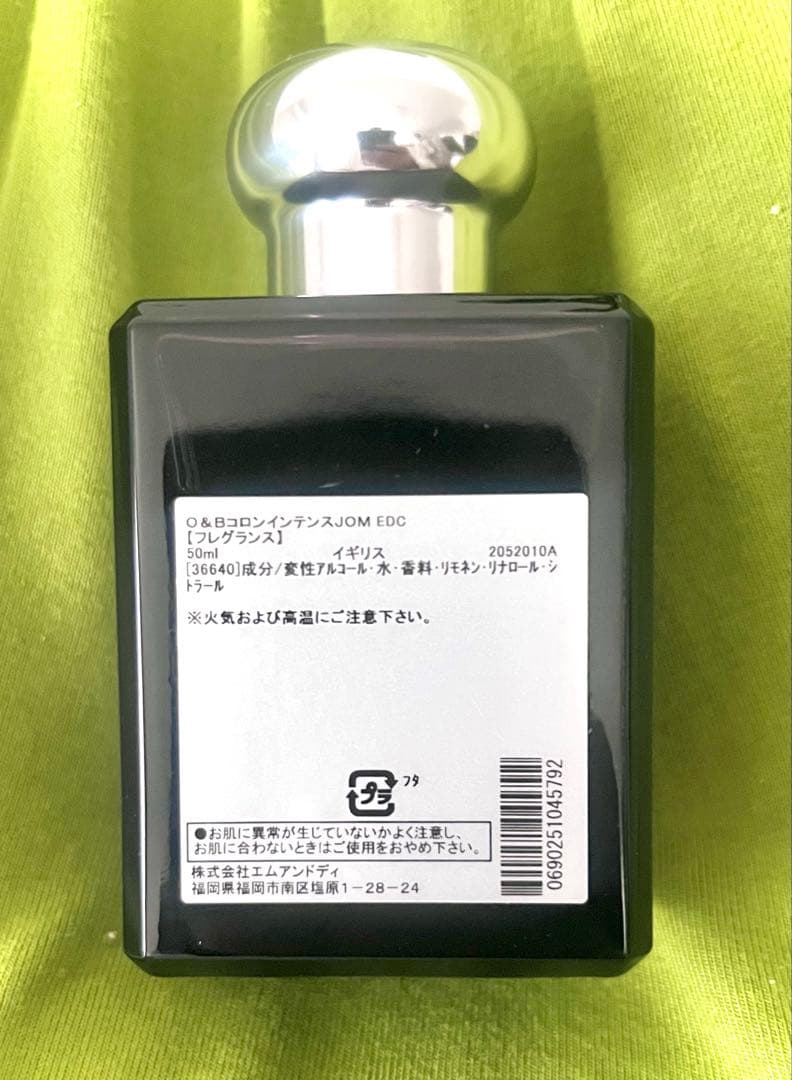 O&BコロンインテンスJOM EDC
【フレグランス】
50ml イギリス 2052010A
[36640]成分/変性アルコール・水・香料・リモネン・リナロール・シ
トラール
※火気および高温にご注意下さい。
プラ フタ
●お肌に異常が生じていないかよく注意し、
お肌に合わないときはご使用をおやめ下さい。
株式会社エムアンドディ
福岡県福岡市南区塩原1-28-24
0690251045792